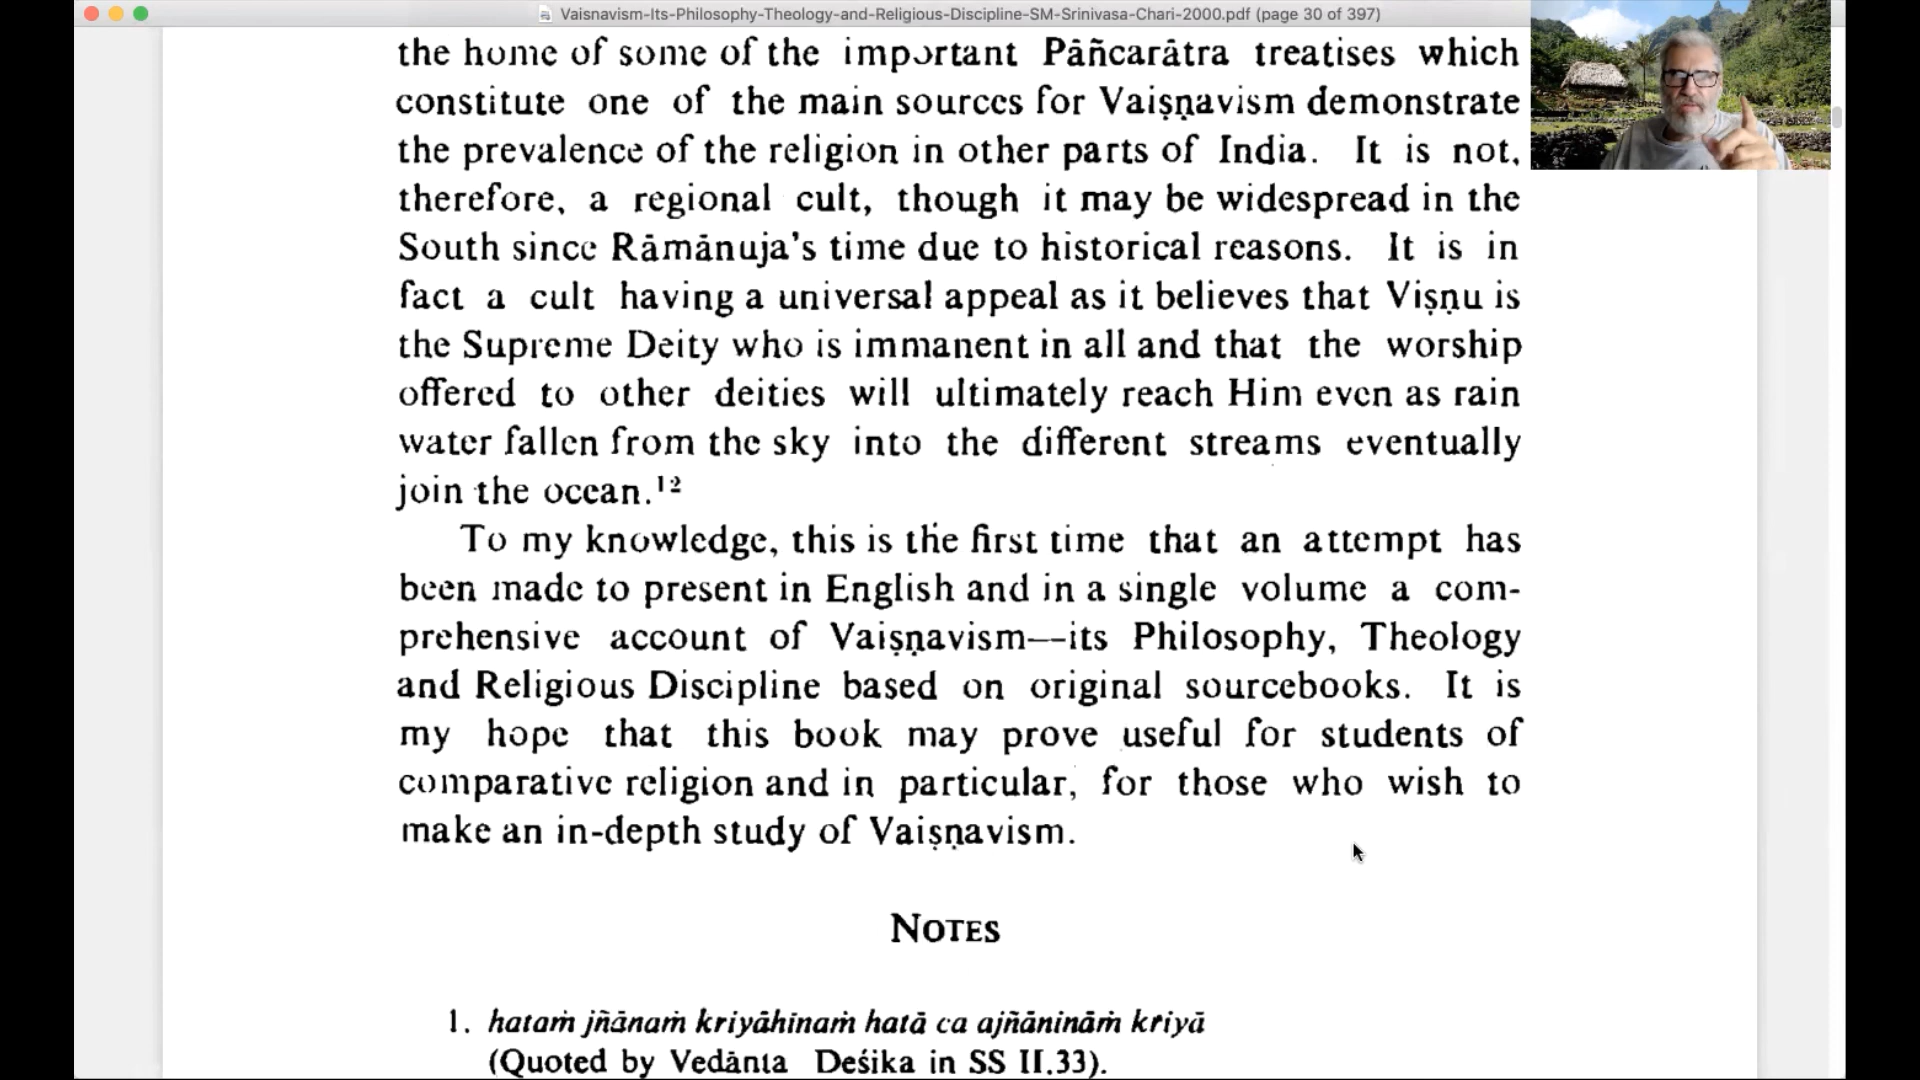 Vaisnavism-Its-Philosophy-Theology-and-Religious-Discipline-SM-Srinivasa-Chari-2000.pdf (page 30 of 397)
the home of some of the important Pāñcarātra treatises which
constitute one of the main sources for Vaiṣṇavism demonstrate
the prevalence of the religion in other parts of India. It is not,
therefore, a regional cult, though it may be widespread in the
South since Rāmānuja's time due to historical reasons. It is in
fact a cult having a universal appeal as it believes that Viṣṇu is
the Supreme Deity who is immanent in all and that the worship
offered to other deities will ultimately reach Him even as rain
water fallen from the sky into the different streams eventually
join the ocean.¹²
To my knowledge, this is the first time that an attempt has
been made to present in English and in a single volume a com-
prehensive account of Vaiṣṇavism—its Philosophy, Theology
and Religious Discipline based on original sourcebooks. It is
my hope that this book may prove useful for students of
comparative religion and in particular, for those who wish to
make an in-depth study of Vaiṣṇavism.
NOTES
1. hataṁ jñānaṁ kriyāhīnaṁ hatā ca ajñānināṁ kriyā
(Quoted by Vedānta Deśika in SS II.33).